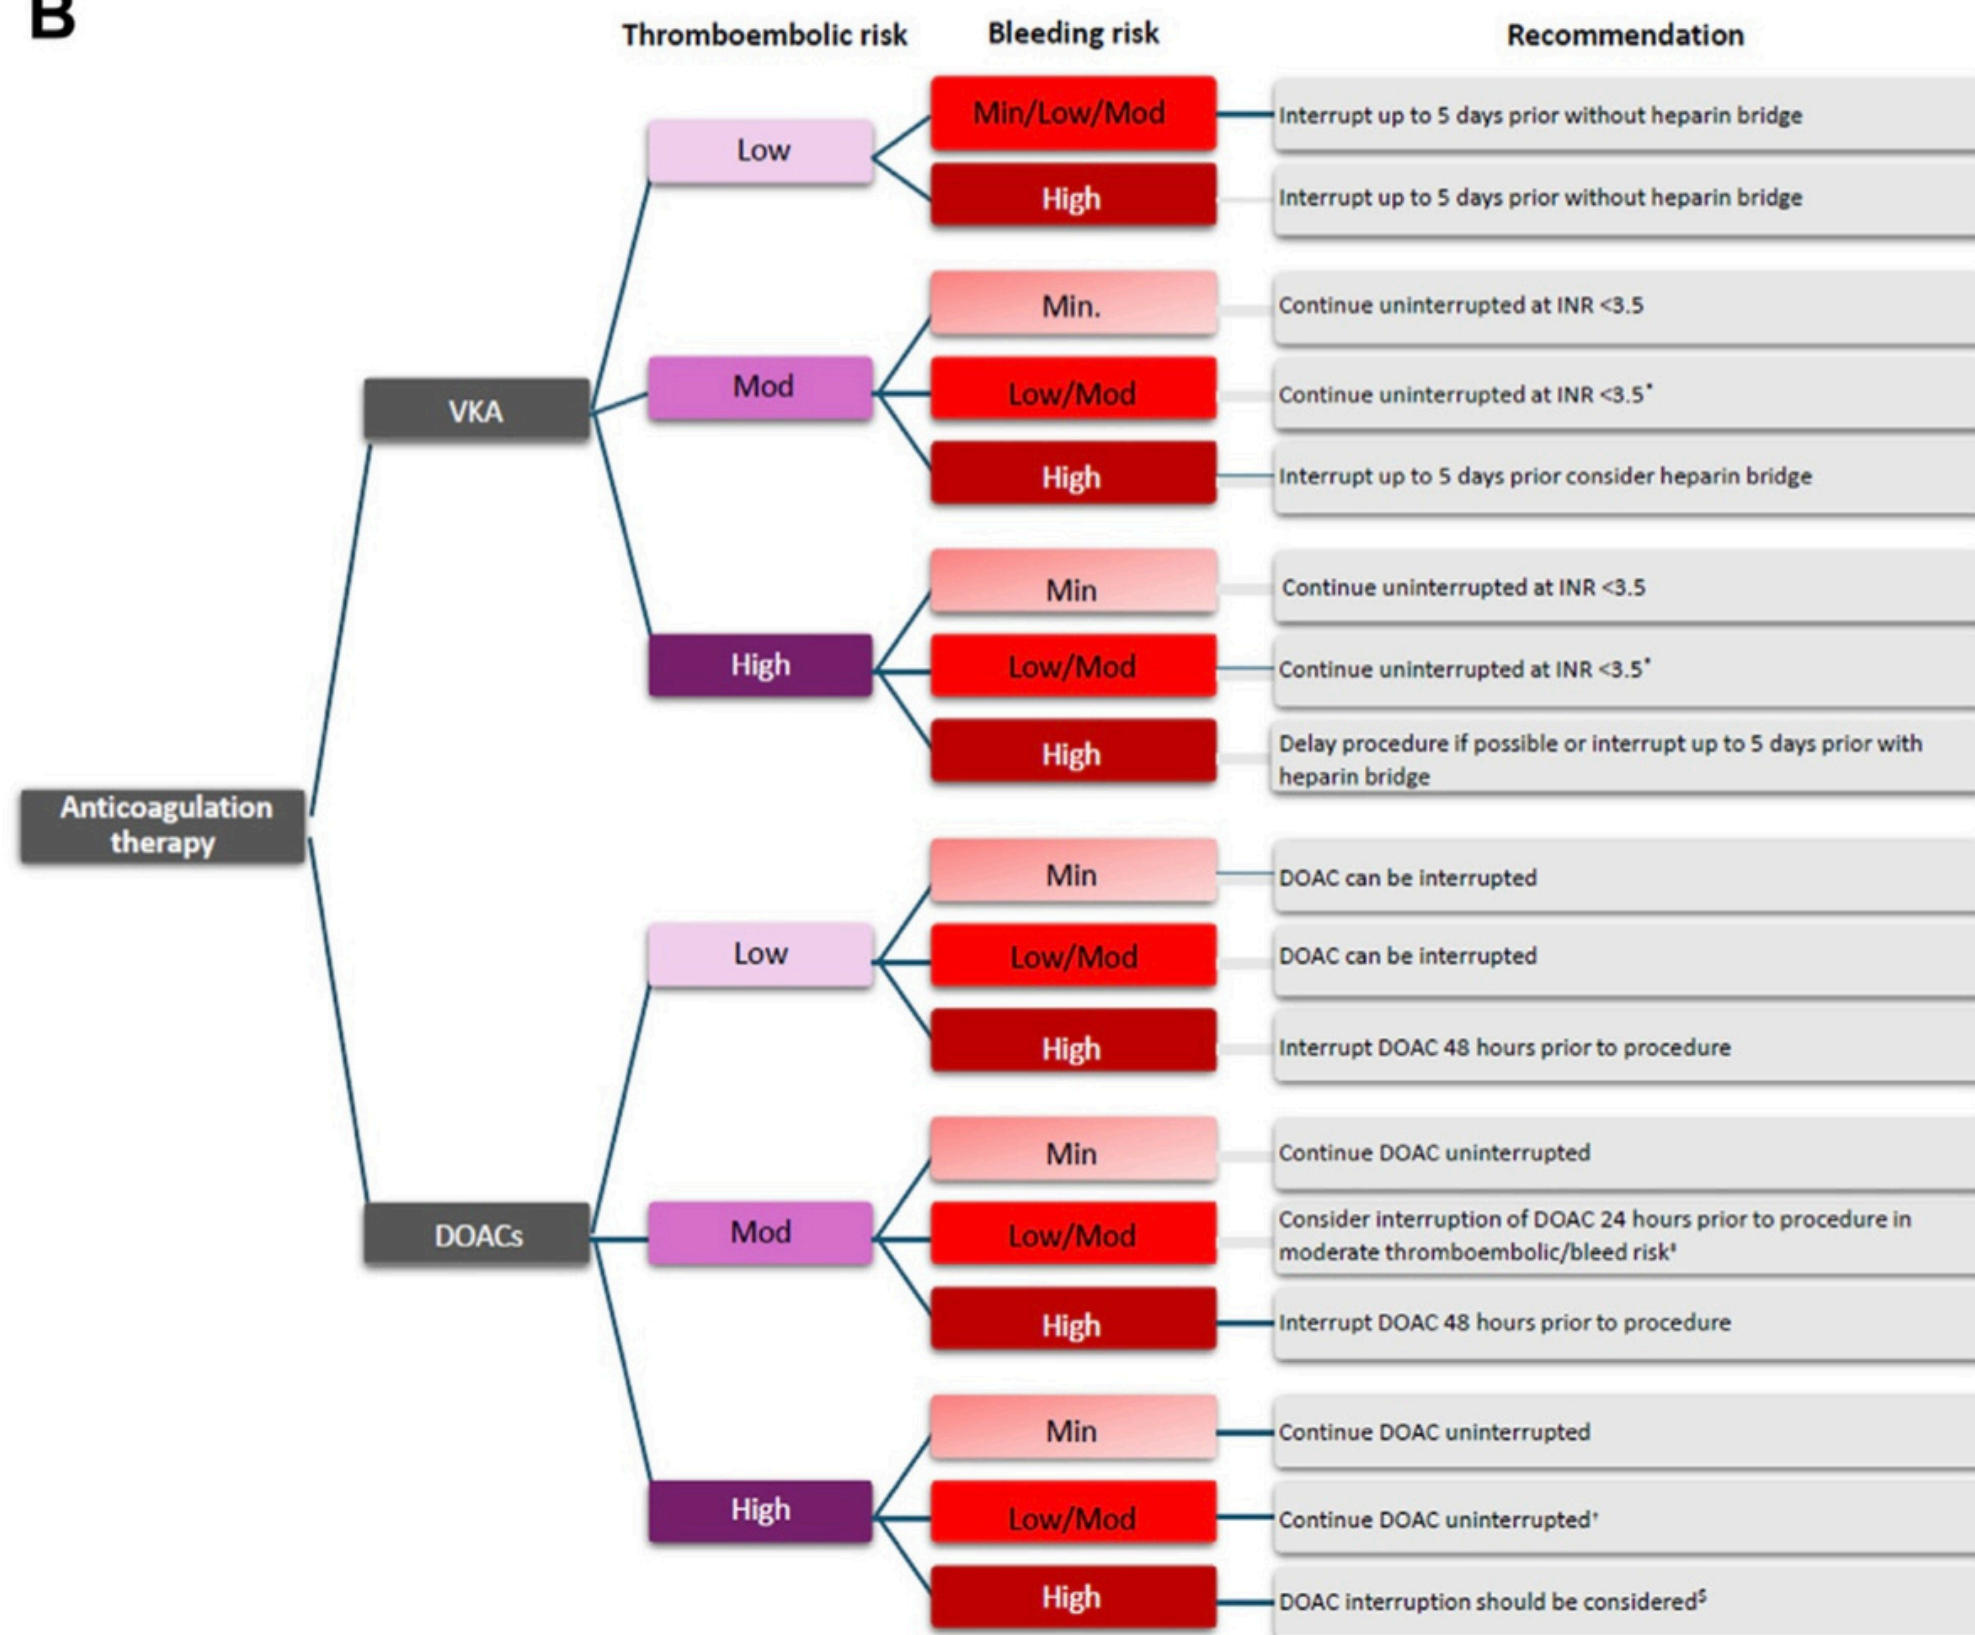 B
Thromboembolic risk
Bleeding risk
Recommendation
Anticoagulation
therapy
VKA
Low
Min/Low/Mod
Interrupt up to 5 days prior without heparin bridge
High
Interrupt up to 5 days prior without heparin bridge
Mod
Min.
Continue uninterrupted at INR <3.5
Low/Mod
Continue uninterrupted at INR <3.5*
High
Interrupt up to 5 days prior consider heparin bridge
High
Min
Continue uninterrupted at INR <3.5
Low/Mod
Continue uninterrupted at INR <3.5*
High
Delay procedure if possible or interrupt up to 5 days prior with
heparin bridge
DOACs
Low
Min
DOAC can be interrupted
Low/Mod
DOAC can be interrupted
High
Interrupt DOAC 48 hours prior to procedure
Mod
Min
Continue DOAC uninterrupted
Low/Mod
Consider interruption of DOAC 24 hours prior to procedure in
moderate thromboembolic/bleed risk‡
High
Interrupt DOAC 48 hours prior to procedure
High
Min
Continue DOAC uninterrupted
Low/Mod
Continue DOAC uninterrupted†
High
DOAC interruption should be considered$